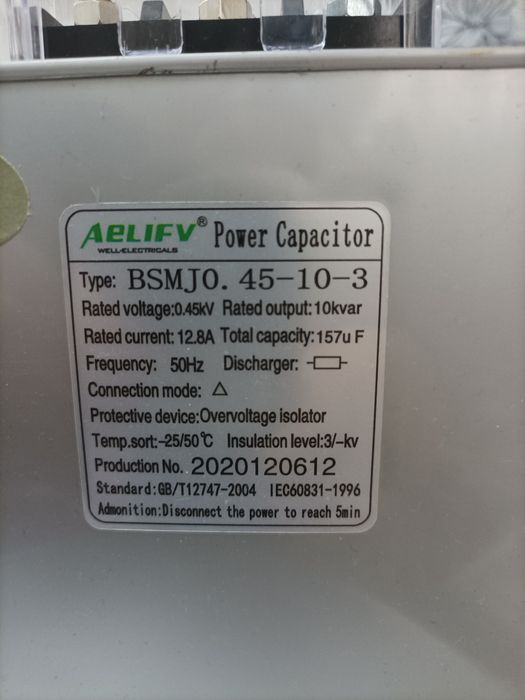 AELIFV® Power Capacitor
WELL-ELECTRICALS
Type: BSMJ0. 45-10-3
Rated voltage:0.45kV Rated output:10kvar
Rated current: 12.8A Total capacity:157u F
Frequency: 50Hz Discharger:
Connection mode: △
Protective device:Overvoltage isolator
Temp.sort:-25/50℃ Insulation level:3/-kv
Production No. 2020120612
Standard:GB/T12747-2004 IEC60831-1996
Admonition:Disconnect the power to reach 5min